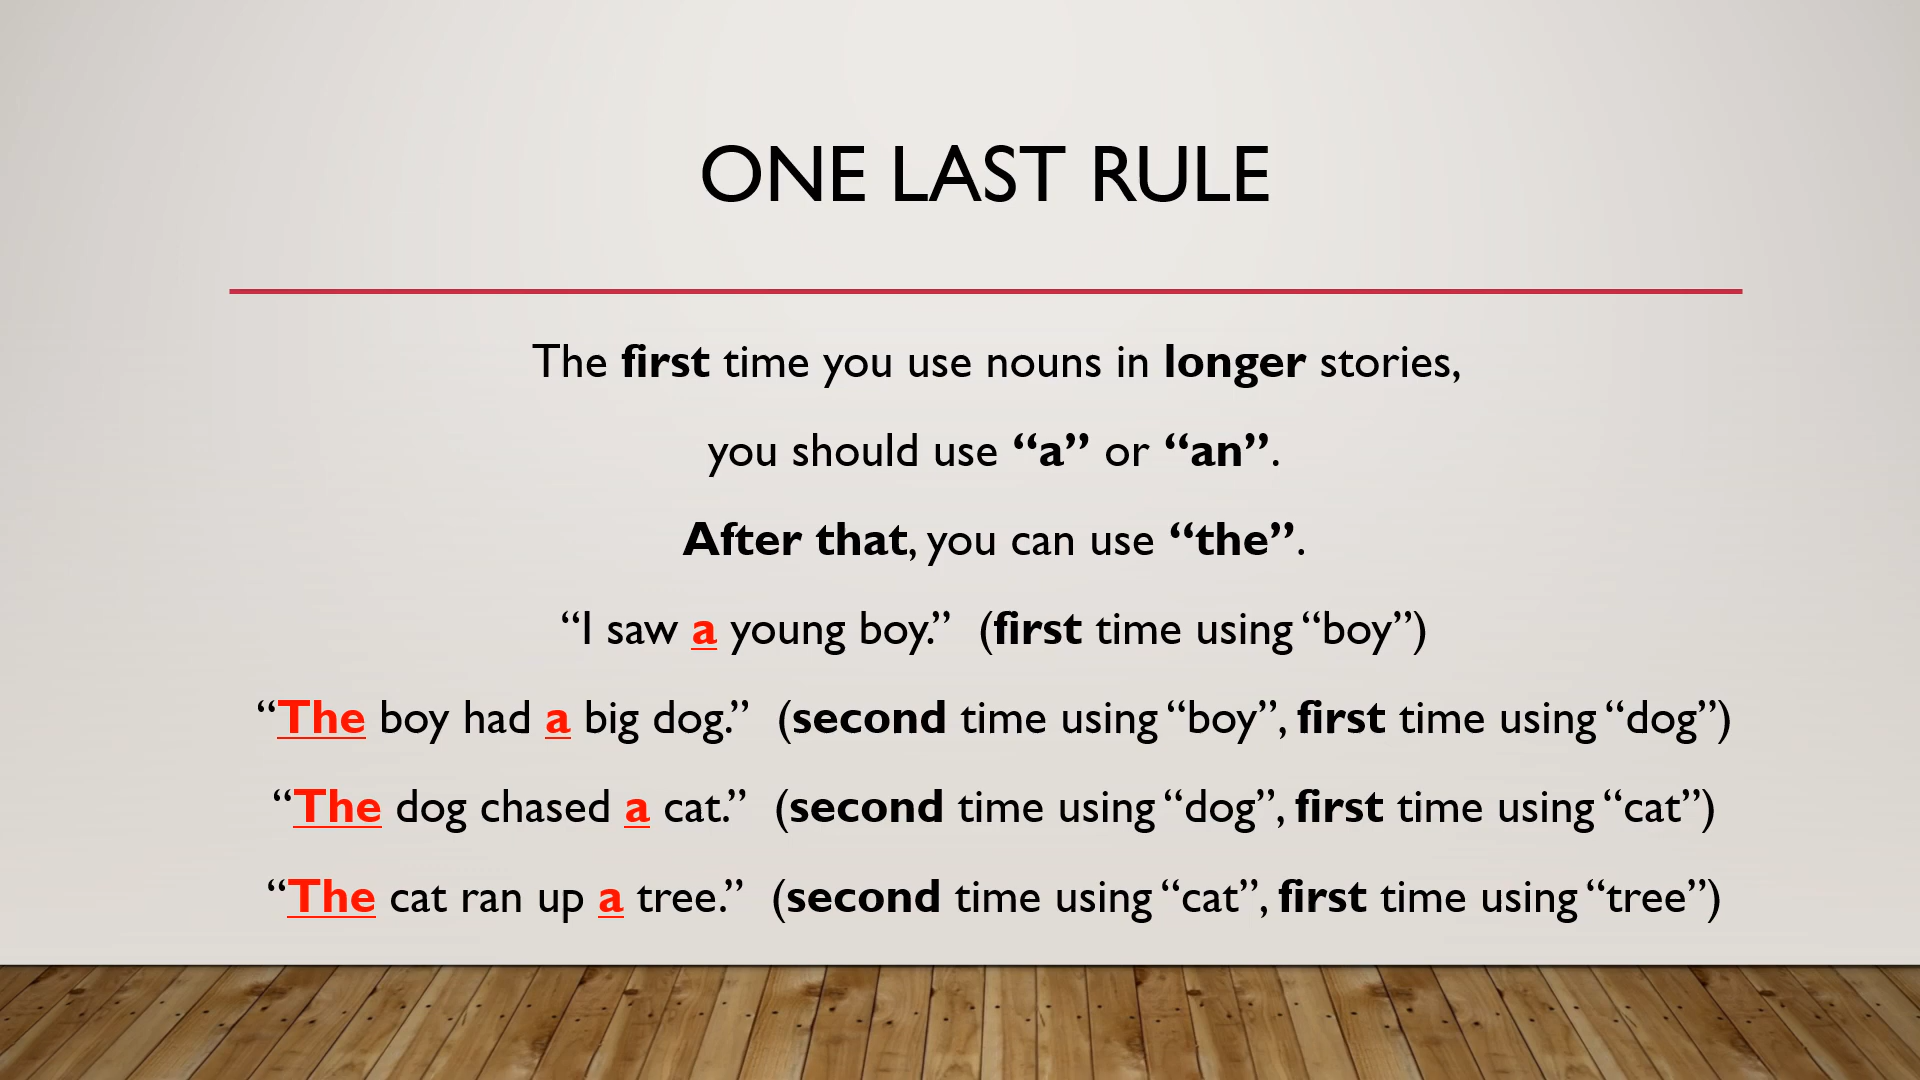 ONE LAST RULE
The first time you use nouns in longer stories,
you should use “a” or “an”.
After that, you can use “the”.
“I saw a young boy.”  (first time using “boy”)
“The boy had a big dog.”  (second time using “boy”, first time using “dog”)
“The dog chased a cat.”  (second time using “dog”, first time using “cat”)
“The cat ran up a tree.”  (second time using “cat”, first time using “tree”)